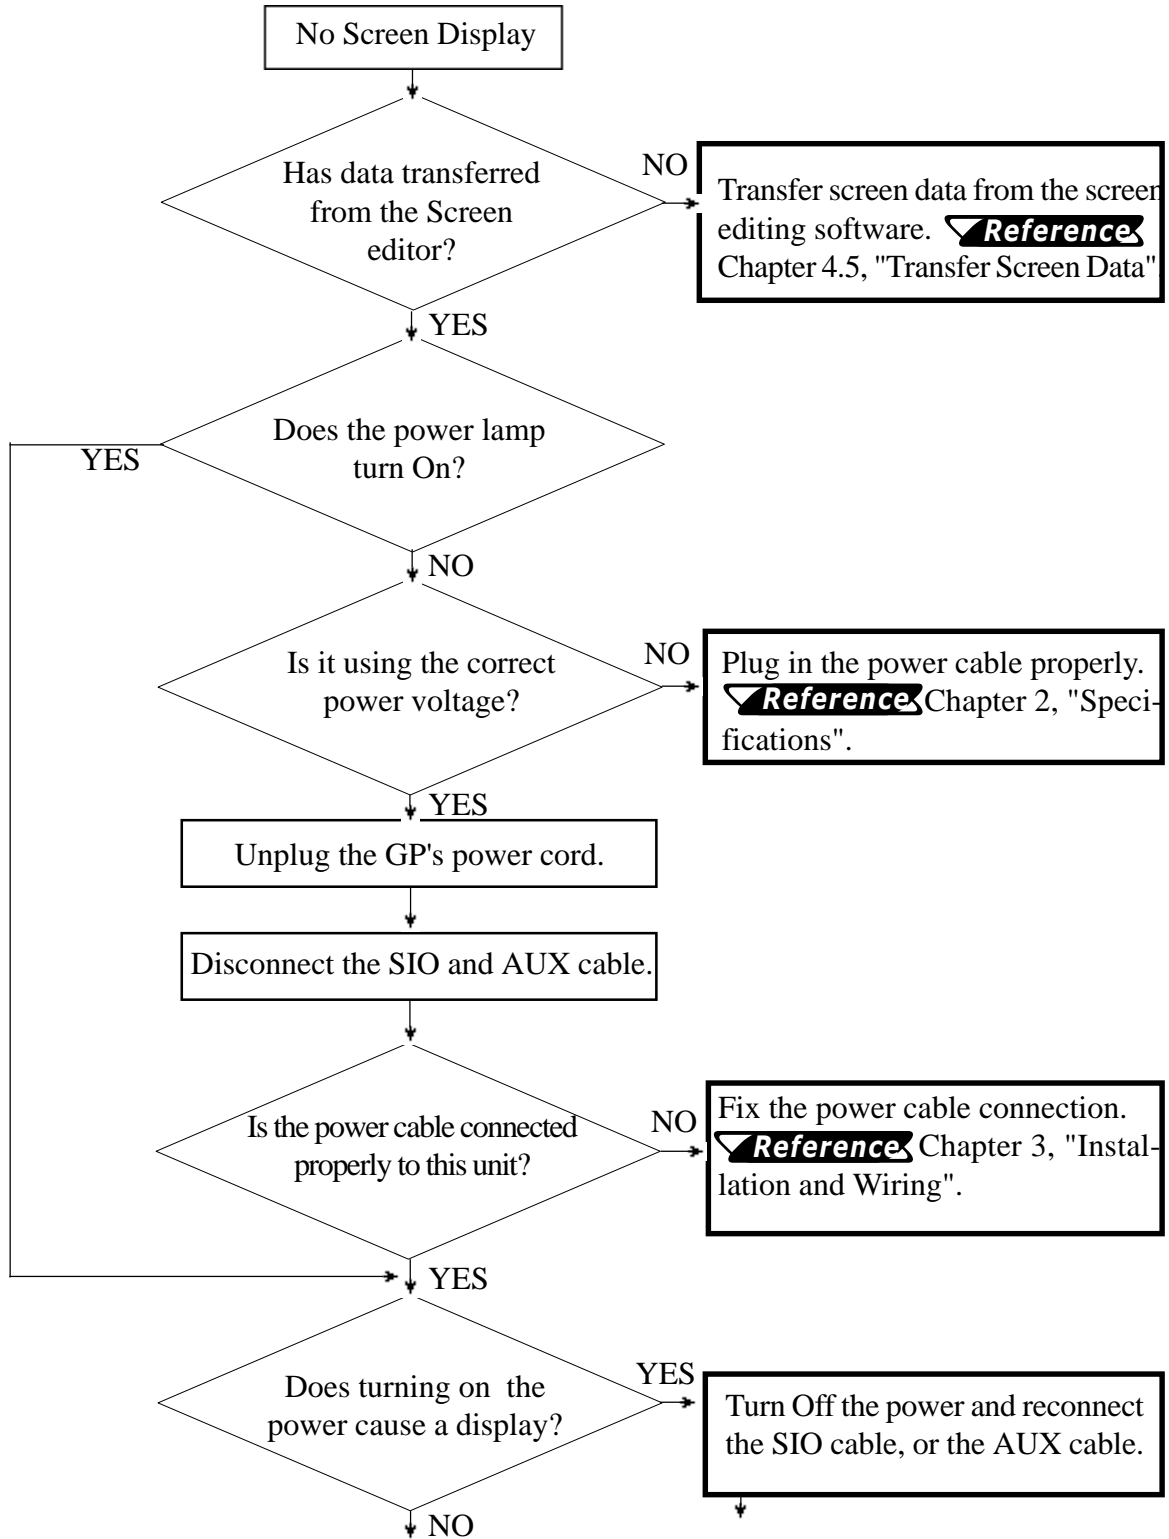 No Screen Display
Has data transferred
from the Screen
editor?
NO
Transfer screen data from the screen
editing software. Reference
Chapter 4.5, "Transfer Screen Data".
YES
Does the power lamp
turn On?
YES
NO
Is it using the correct
power voltage?
NO
Plug in the power cable properly.
Reference Chapter 2, "Speci-
fications".
YES
Unplug the GP's power cord.
Disconnect the SIO and AUX cable.
Is the power cable connected
properly to this unit?
NO
Fix the power cable connection.
Reference Chapter 3, "Instal-
lation and Wiring".
YES
Does turning on the
power cause a display?
YES
Turn Off the power and reconnect
the SIO cable, or the AUX cable.
NO